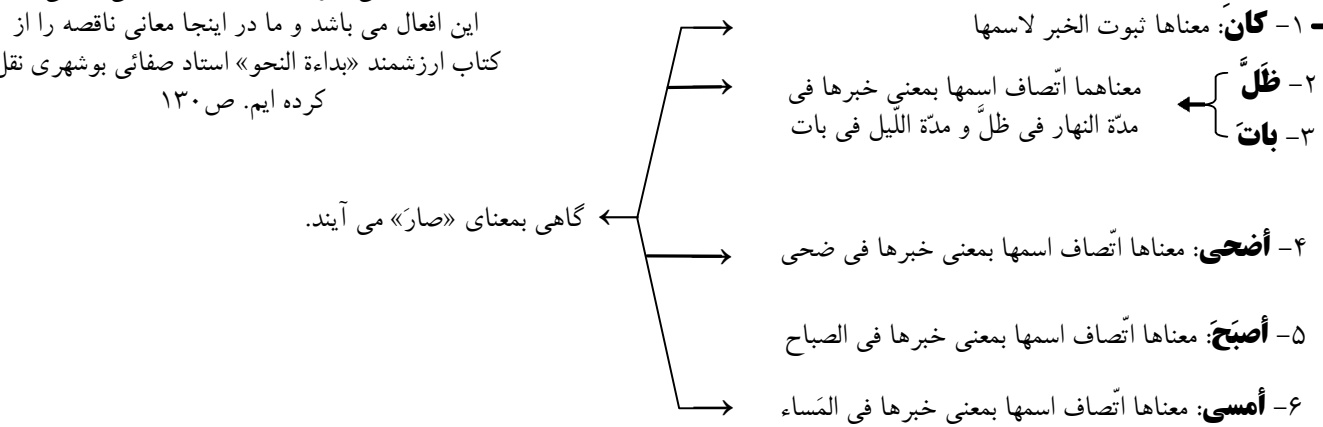 این افعال می باشد و ما در اینجا معانی ناقصه را از
کتاب ارزشمند «بداءة النحو» استاد صفائی بوشهری نقل
کرده ایم. ص۱۳۰
۱- کانَ: معناها ثبوت الخبر لاسمها
۲- ظَلَّ
۳- باتَ
معناهما اتّصاف اسمها بمعنی خبرها فی
مدّة النهار فی ظلَّ و مدّة اللّیل فی بات
گاهی بمعنای «صارَ» می آیند.
۴- أضحی: معناها اتّصاف اسمها بمعنی خبرها فی ضحی
۵- أصبَحَ: معناها اتّصاف اسمها بمعنی خبرها فی الصباح
۶- أمسی: معناها اتّصاف اسمها بمعنی خبرها فی المَساء